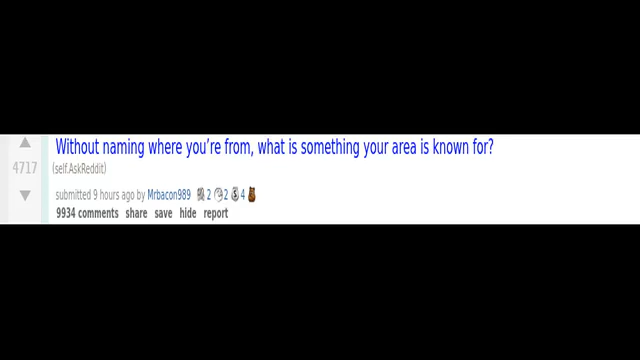 Without naming where you’re from, what is something your area is known for?
4717
(self.AskReddit)
submitted 9 hours ago by Mrbacon989 2 2 4
9934 comments share save hide report